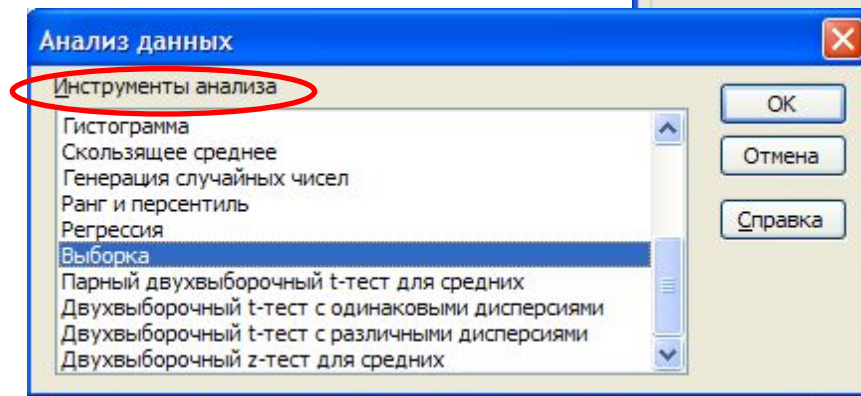 Анализ данных
Инструменты анализа
Гистограмма
Скользящее среднее
Генерация случайных чисел
Ранг и персентиль
Регрессия
Выборка
Парный двухвыборочный t-тест для средних
Двухвыборочный t-тест с одинаковыми дисперсиями
Двухвыборочный t-тест с различными дисперсиями
Двухвыборочный z-тест для средних
OK
Отмена
Справка